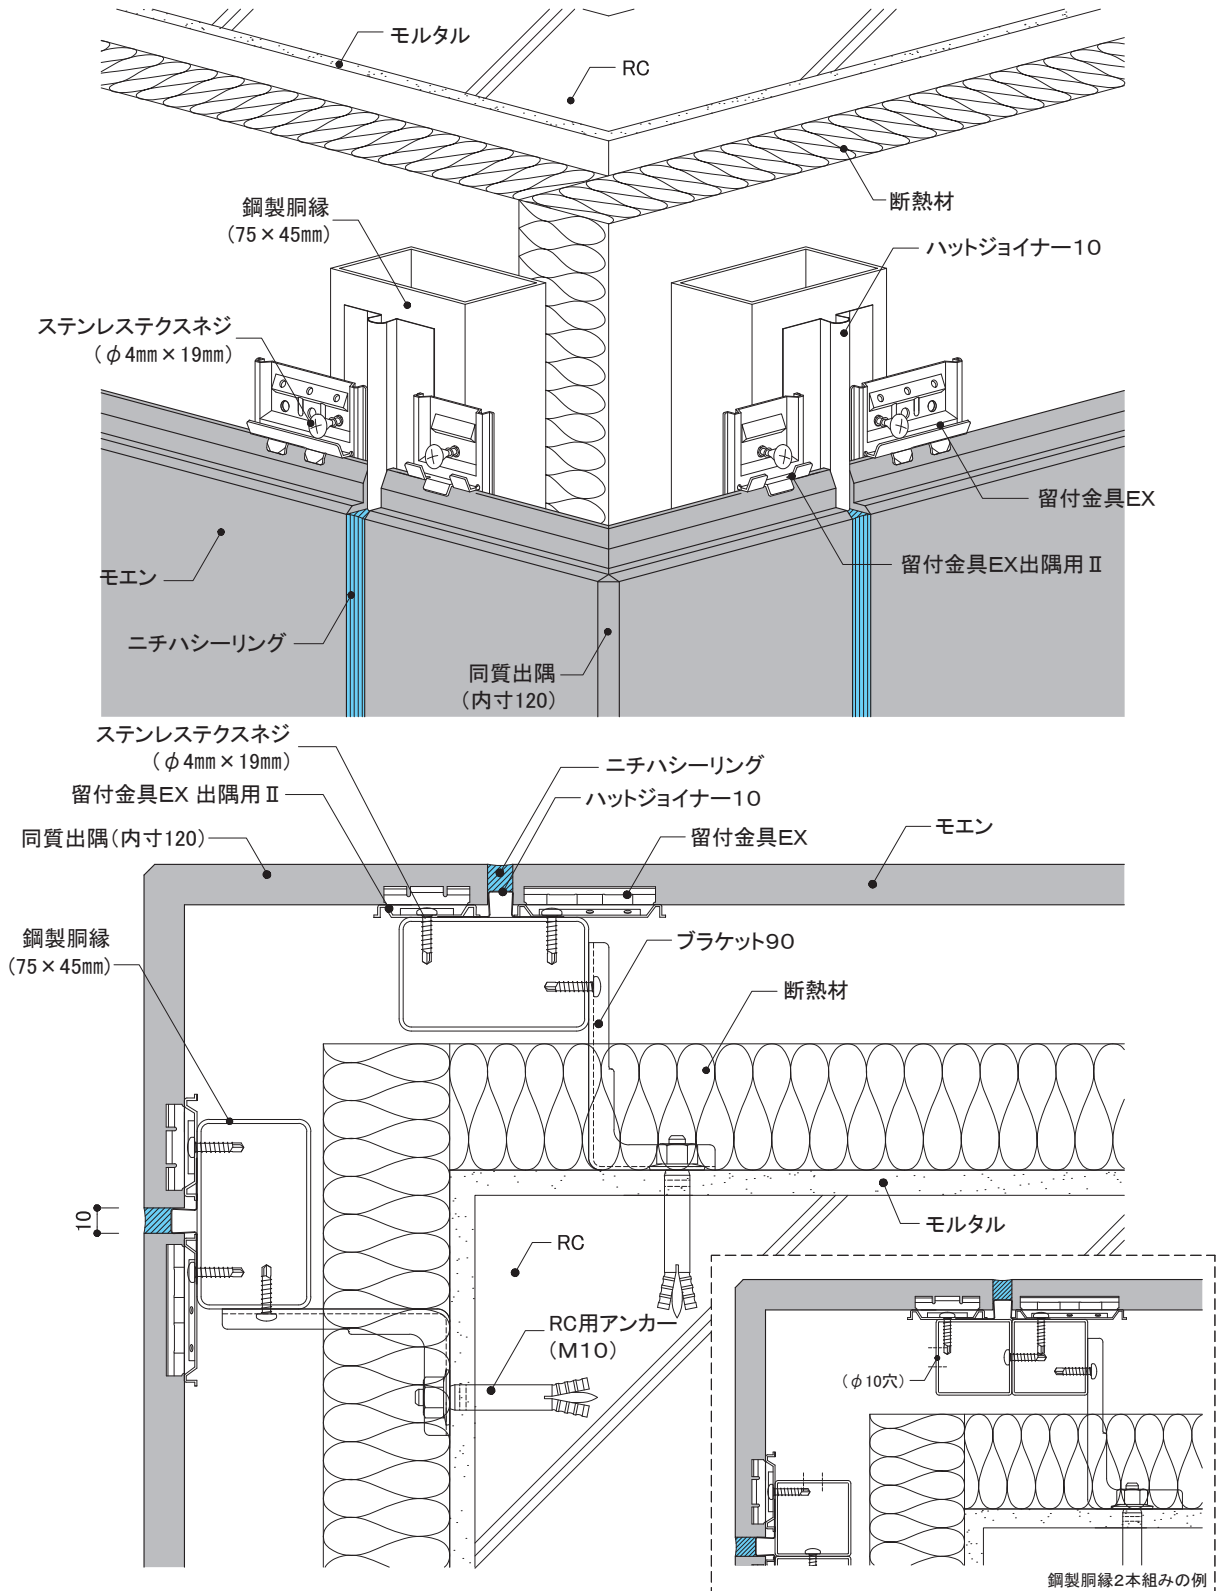 モルタル
RC
断熱材
鋼製胴縁
(75×45mm)
ハットジョイナー10
ステンレステクスネジ
(φ4mm×19mm)
留付金具EX
留付金具EX出隅用Ⅱ
モエン
ニチハシーリング
同質出隅
(内寸120)
ステンレステクスネジ
(φ4mm×19mm)
ニチハシーリング
留付金具EX 出隅用Ⅱ
ハットジョイナー10
同質出隅(内寸120)
留付金具EX
モエン
鋼製胴縁
(75×45mm)
ブラケット90
断熱材
10
モルタル
RC
RC用アンカー
(M10)
(φ10穴)
鋼製胴縁2本組みの例